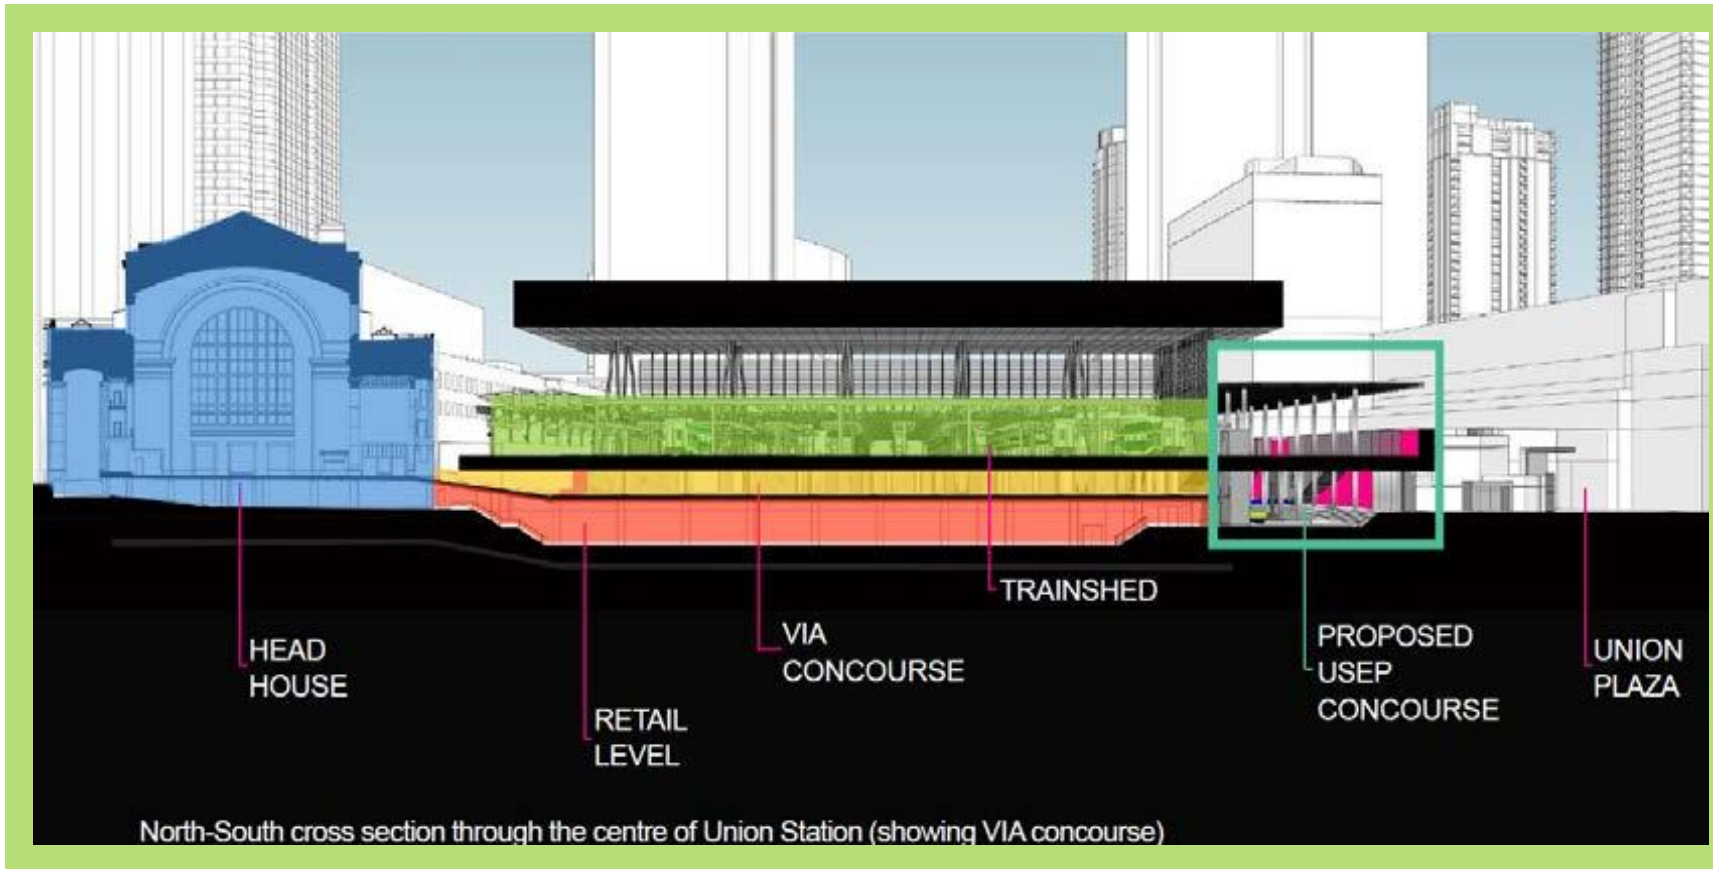 TRAINSHED
HEAD
HOUSE
VIA
CONCOURSE
PROPOSED
USEP
CONCOURSE
UNION
PLAZA
RETAIL
LEVEL
North-South cross section through the centre of Union Station (showing VIA concourse)